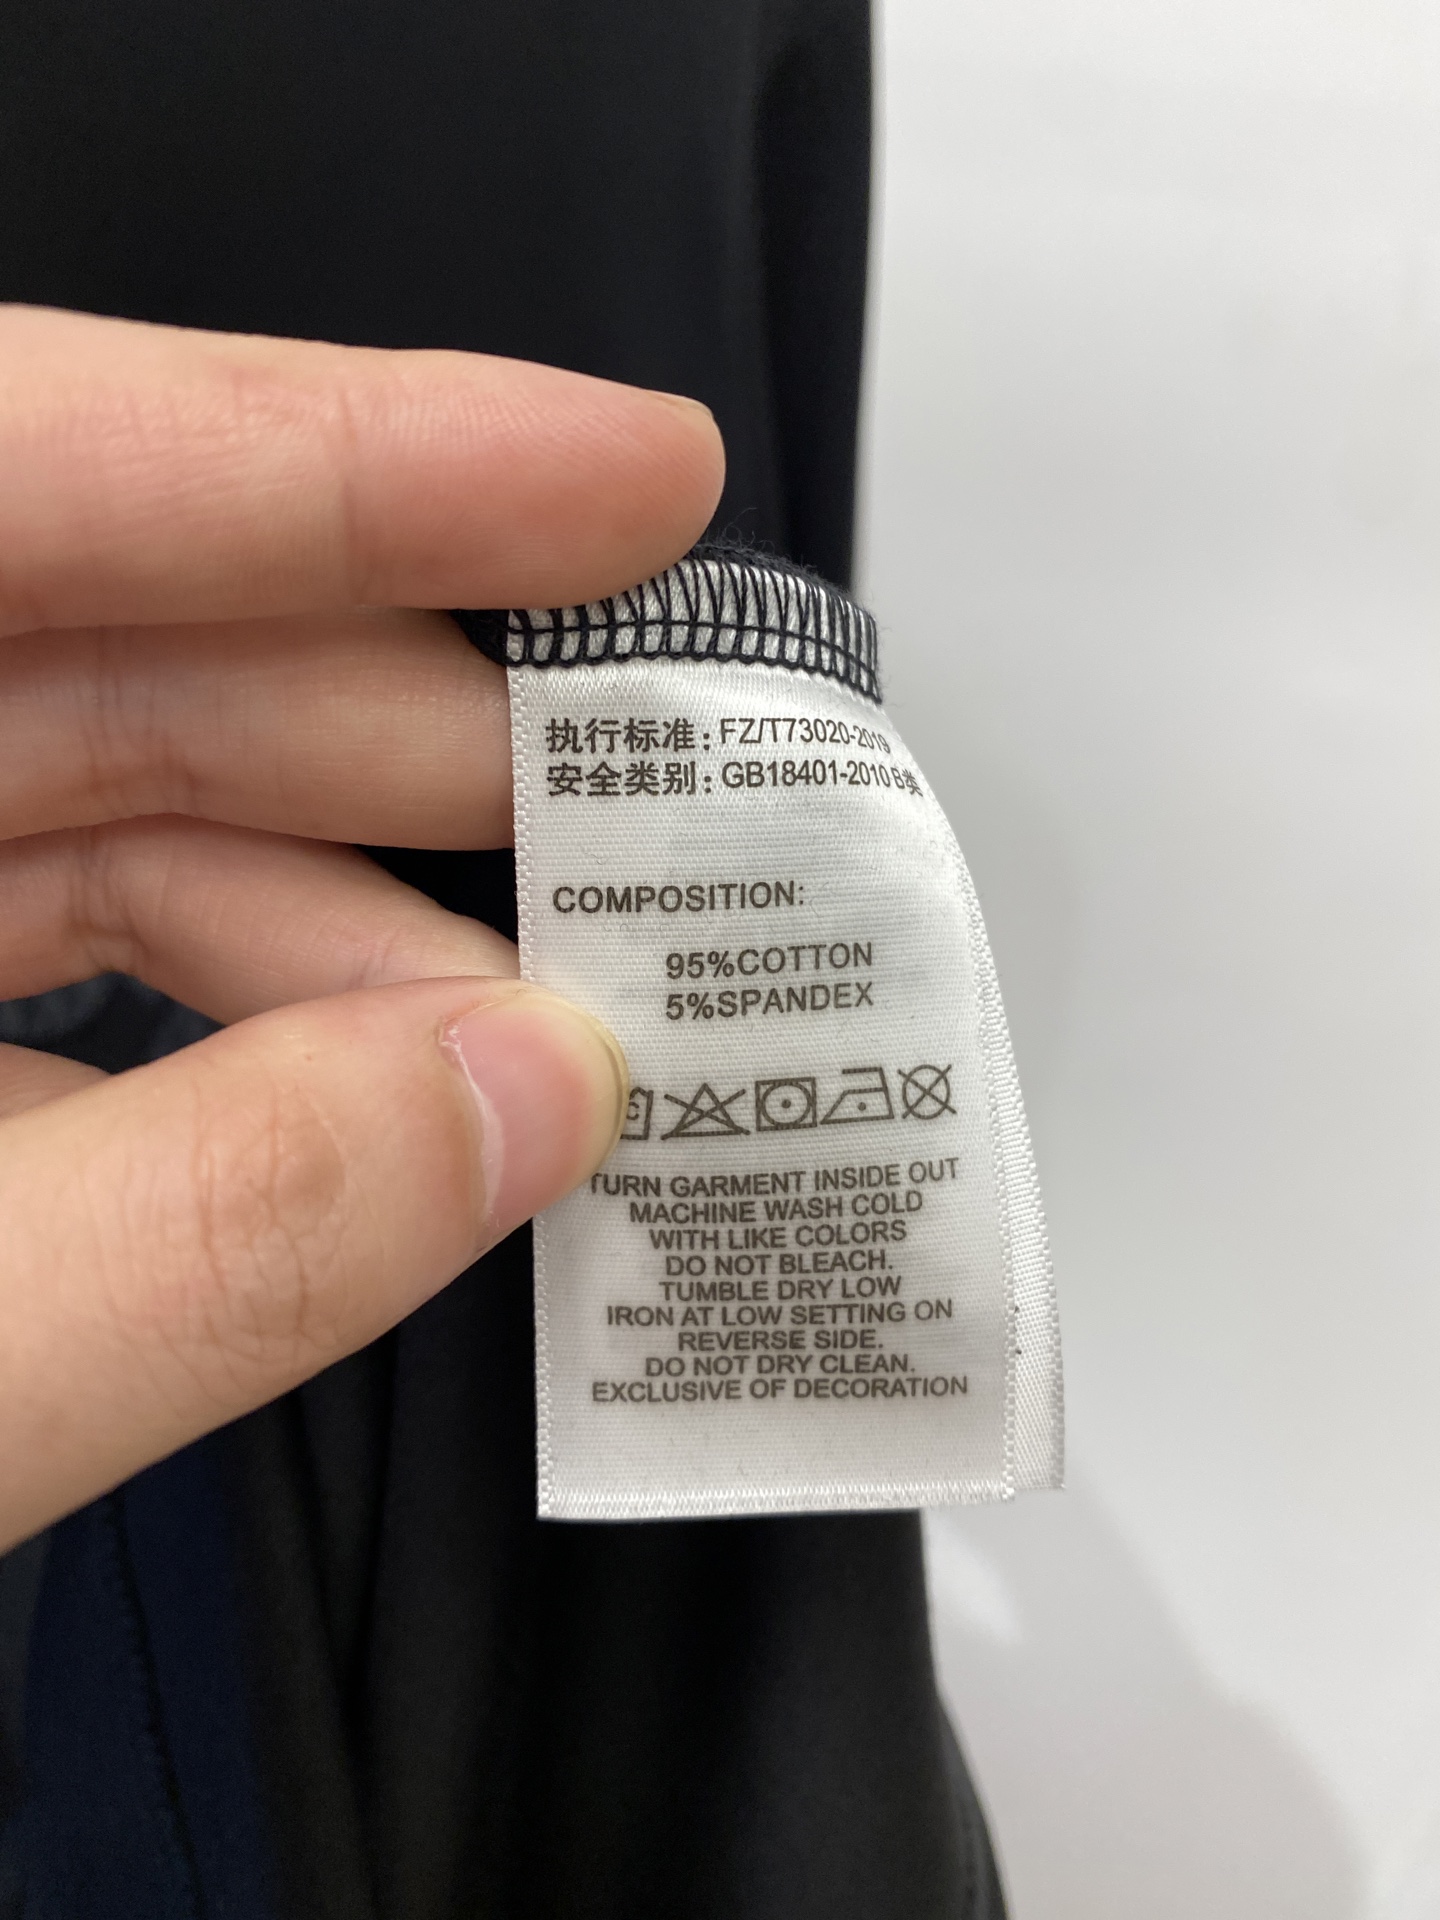 执行标准：FZ/T73020-2019
安全类别：GB18401-2010 B类
COMPOSITION:
95%COTTON
5%SPANDEX
TURN GARMENT INSIDE OUT
MACHINE WASH COLD
WITH LIKE COLORS
DO NOT BLEACH.
TUMBLE DRY LOW
IRON AT LOW SETTING ON
REVERSE SIDE.
DO NOT DRY CLEAN.
EXCLUSIVE OF DECORATION